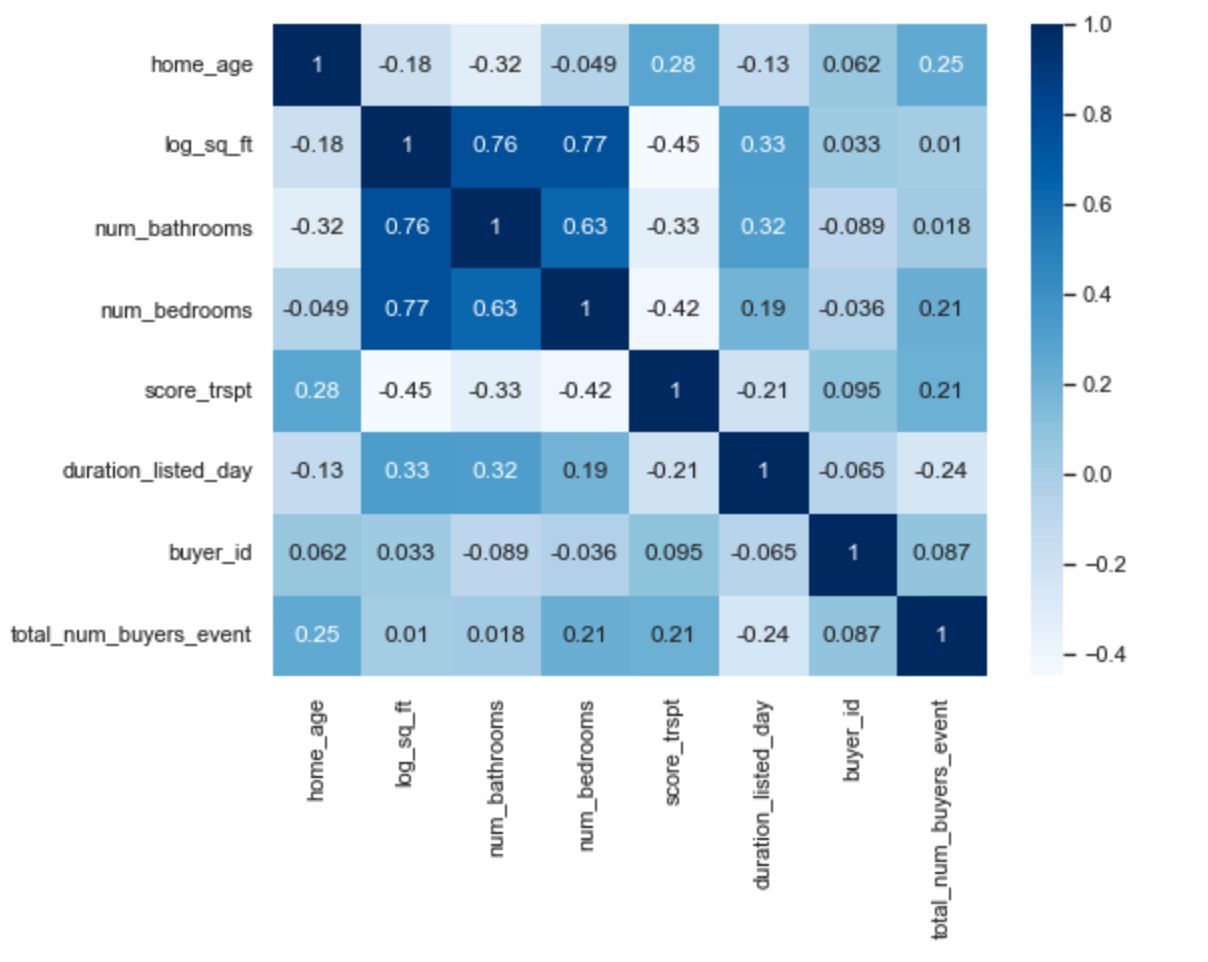 home_age 1 -0.18 -0.32 -0.049 0.28 -0.13 0.062 0.25
log_sq_ft -0.18 1 0.76 0.77 -0.45 0.33 0.033 0.01
num_bathrooms -0.32 0.76 1 0.63 -0.33 0.32 -0.089 0.018
num_bedrooms -0.049 0.77 0.63 1 -0.42 0.19 -0.036 0.21
score_trspt 0.28 -0.45 -0.33 -0.42 1 -0.21 0.095 0.21
duration_listed_day -0.13 0.33 0.32 0.19 -0.21 1 -0.065 -0.24
buyer_id 0.062 0.033 -0.089 -0.036 0.095 -0.065 1 0.087
total_num_buyers_event 0.25 0.01 0.018 0.21 0.21 -0.24 0.087 1
home_age
log_sq_ft
num_bathrooms
num_bedrooms
score_trspt
duration_listed_day
buyer_id
total_num_buyers_event
1.0
0.8
0.6
0.4
0.2
0.0
−0.2
−0.4